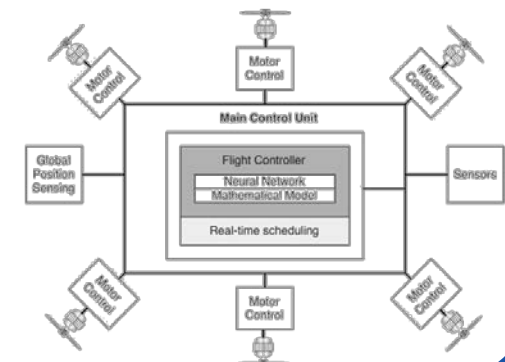 Motor
Control
Motor
Control
Motor
Control
Main Control Unit
Global
Position
Sensing
Flight Controller
Neural Network
Mathematical Model
Real-time scheduling
Sensors
Motor
Control
Motor
Control
Motor
Control